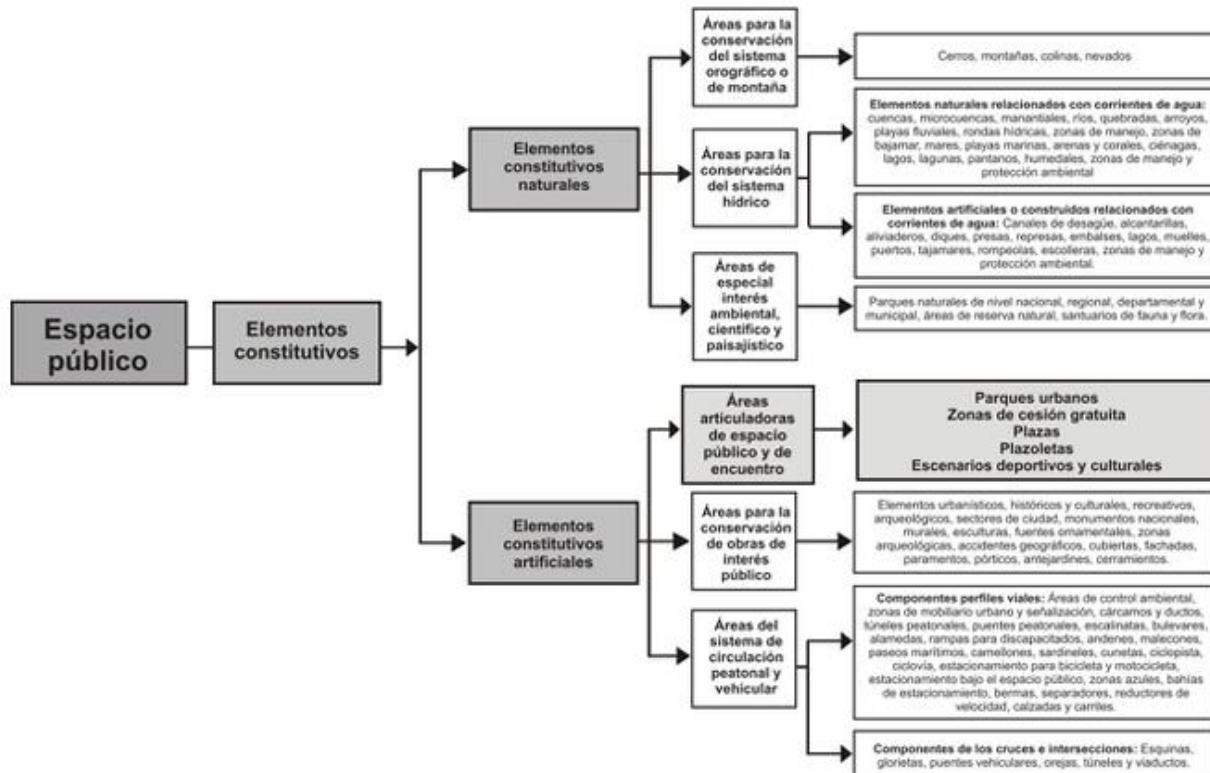 Espacio
público
Elementos
constitutivos
Elementos
constitutivos
naturales
Áreas para la
conservación
del sistema
orográfico o
de montaña
Cerros, montañas, colinas, nevados
Áreas para la
conservación
del sistema
hídrico
Elementos naturales relacionados con corrientes de agua:
cuencas, microcuencas, manantiales, ríos, quebradas, arroyos,
playas fluviales, rondas hídricas, zonas de manejo, zonas de
bajamar, mares, playas marinas, arenas y corales, ciénagas,
lagos, lagunas, pantanos, humedales, zonas de manejo y
protección ambiental
Elementos artificiales o construidos relacionados con
corrientes de agua: Canales de desagüe, alcantarillas,
aliviaderos, diques, presas, represas, embalses, lagos, muelles,
puertos, tajamares, rompeolas, escolleras, zonas de manejo y
protección ambiental.
Áreas de
especial
interés
ambiental,
científico y
paisajístico
Parques naturales de nivel nacional, regional, departamental y
municipal, áreas de reserva natural, santuarios de fauna y flora.
Elementos
constitutivos
artificiales
Áreas
articuladoras
de espacio
público y de
encuentro
Parques urbanos
Zonas de cesión gratuita
Plazas
Plazoletas
Escenarios deportivos y culturales
Áreas para la
conservación
de obras de
interés
público
Elementos urbanísticos, históricos y culturales, recreativos,
arqueológicos, sectores de ciudad, monumentos nacionales,
murales, esculturas, fuentes ornamentales, zonas
arqueológicas, accidentes geográficos, cubiertas, fachadas,
paramentos, pórticos, antejardines, cerramientos.
Áreas del
sistema de
circulación
peatonal y
vehicular
Componentes perfiles viales: Áreas de control ambiental,
zonas de mobiliario urbano y señalización, cárcamos y ductos,
túneles peatonales, puentes peatonales, escalinatas, bulevares,
alamedas, rampas para discapacitados, andenes, malecones,
paseos marítimos, camellones, sardineles, cunetas, ciclopista,
ciclovía, estacionamiento para bicicleta y motocicleta,
estacionamiento bajo el espacio público, zonas azules, bahías
de estacionamiento, bermas, separadores, reductores de
velocidad, calzadas y carriles.
Componentes de los cruces e intersecciones: Esquinas,
glorietas, puentes vehiculares, orejas, túneles y viaductos.